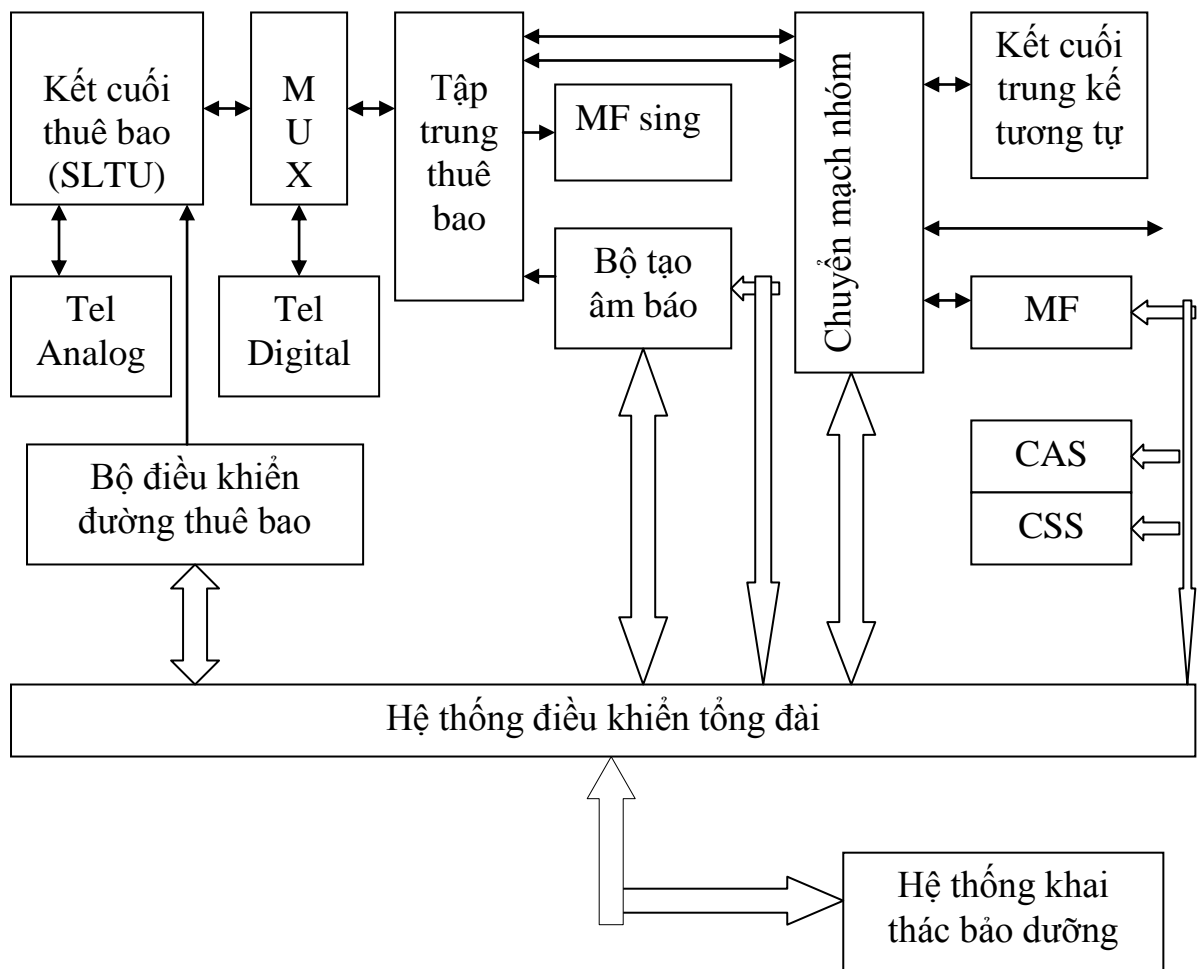 Kết cuối
thuê bao
(SLTU)
M
U
X
Tập
trung
thuê
bao
MF sing
Chuyển mạch nhóm
Kết cuối
trung kế
tương tự
Tel
Analog
Tel
Digital
Bộ tạo
âm báo
MF
Bộ điều khiển
đường thuê bao
CAS
CSS
Hệ thống điều khiển tổng đài
Hệ thống khai
thác bảo dưỡng